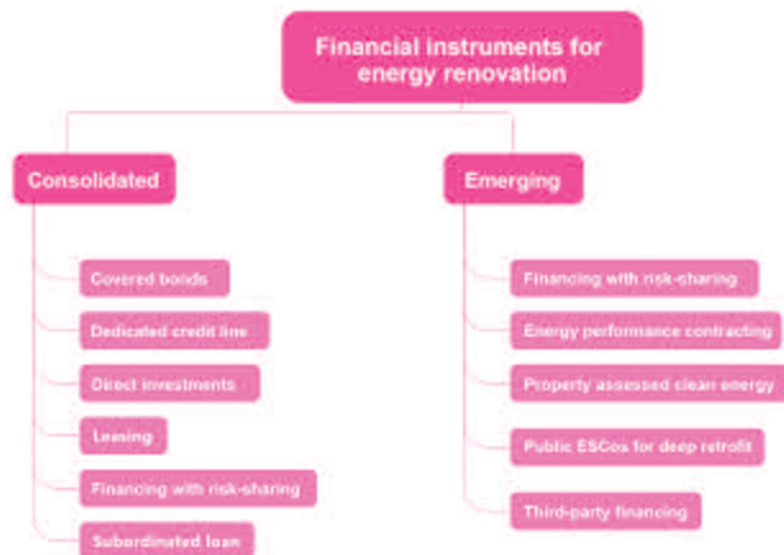 Financial instruments for
energy renovation
Consolidated
Covered bonds
Dedicated credit line
Direct investments
Leasing
Financing with risk-sharing
Subordinated loan
Emerging
Financing with risk-sharing
Energy performance contracting
Property assessed clean energy
Public ESCos for deep retrofit
Third-party financing